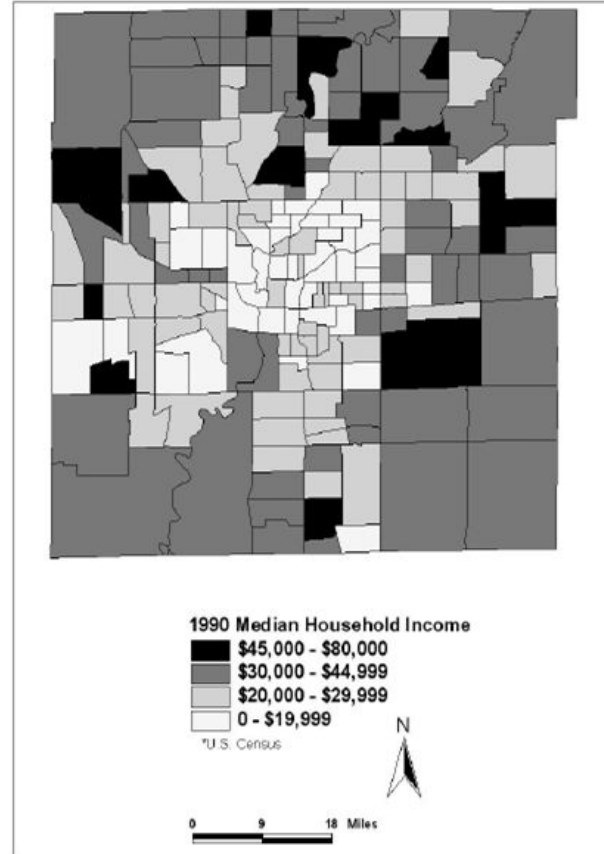 1990 Median Household Income
$45,000 - $80,000
$30,000 - $44,999
$20,000 - $29,999
0 - $19,999
*U.S. Census
N
0 9 18 Miles